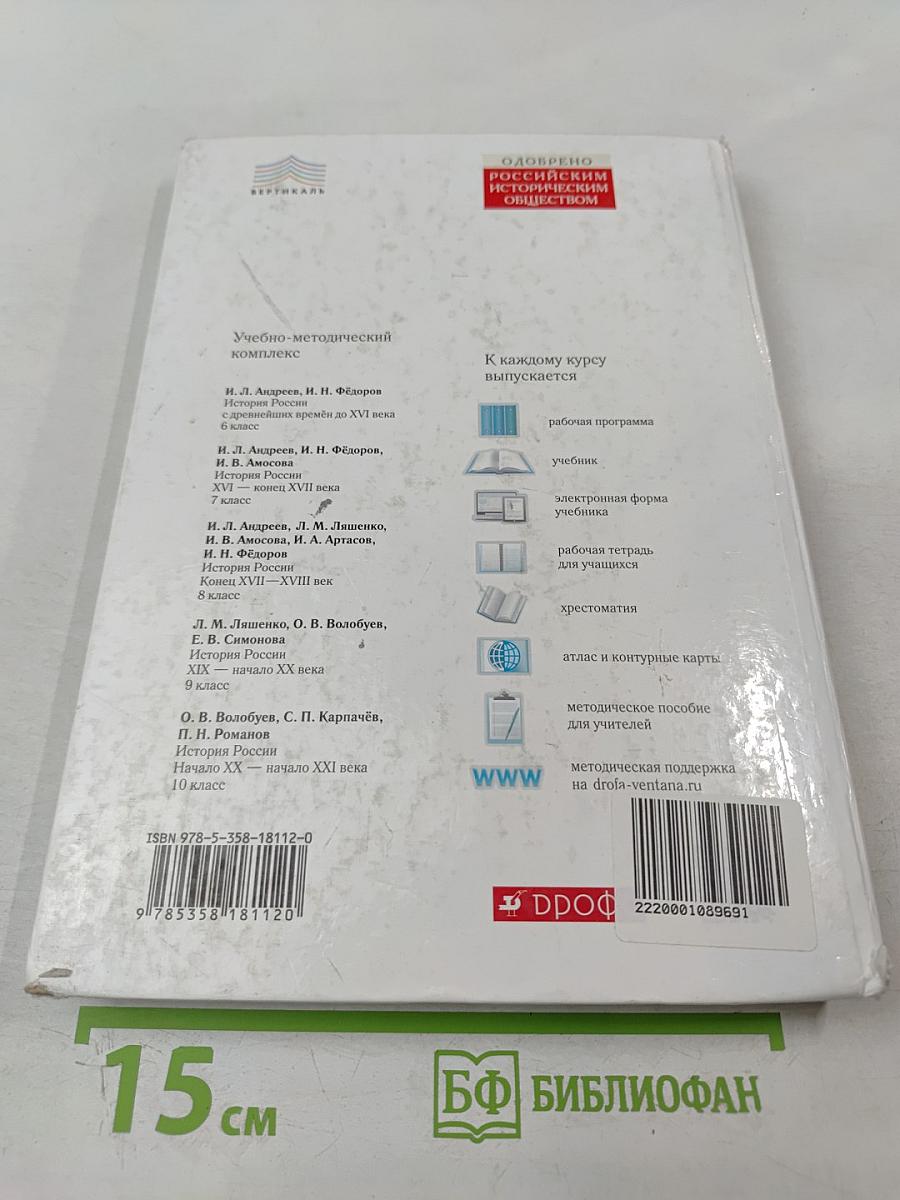 ВЕРТИКАЛЬ
ОДОБРЕНО
РОССИЙСКИМ
ИСТОРИЧЕСКИМ
ОБЩЕСТВОМ
Учебно-методический
комплекс
И. Л. Андреев, И. Н. Фёдоров
История России
с древнейших времён до XVI века
6 класс
И. Л. Андреев, И. Н. Фёдоров,
И. В. Амосова
История России
XVI — конец XVII века
7 класс
И. Л. Андреев, Л. М. Ляшенко,
И. В. Амосова, И. А. Артасов,
И. Н. Фёдоров
История России
Конец XVII—XVIII век
8 класс
Л. М. Ляшенко, О. В. Волобуев,
Е. В. Симонова
История России
XIX — начало XX века
9 класс
О. В. Волобуев, С. П. Карпачёв,
П. Н. Романов
История России
Начало XX — начало XXI века
10 класс
К каждому курсу
выпускается
рабочая программа
учебник
электронная форма
учебника
рабочая тетрадь
для учащихся
хрестоматия
атлас и контурные карты
методическое пособие
для учителей
www
методическая поддержка
на drofa-ventana.ru
ISBN 978-5-358-18112-0
9 785358 181120
ДРОФ
2220001089691
15 см
БФ БИБЛИОФАН